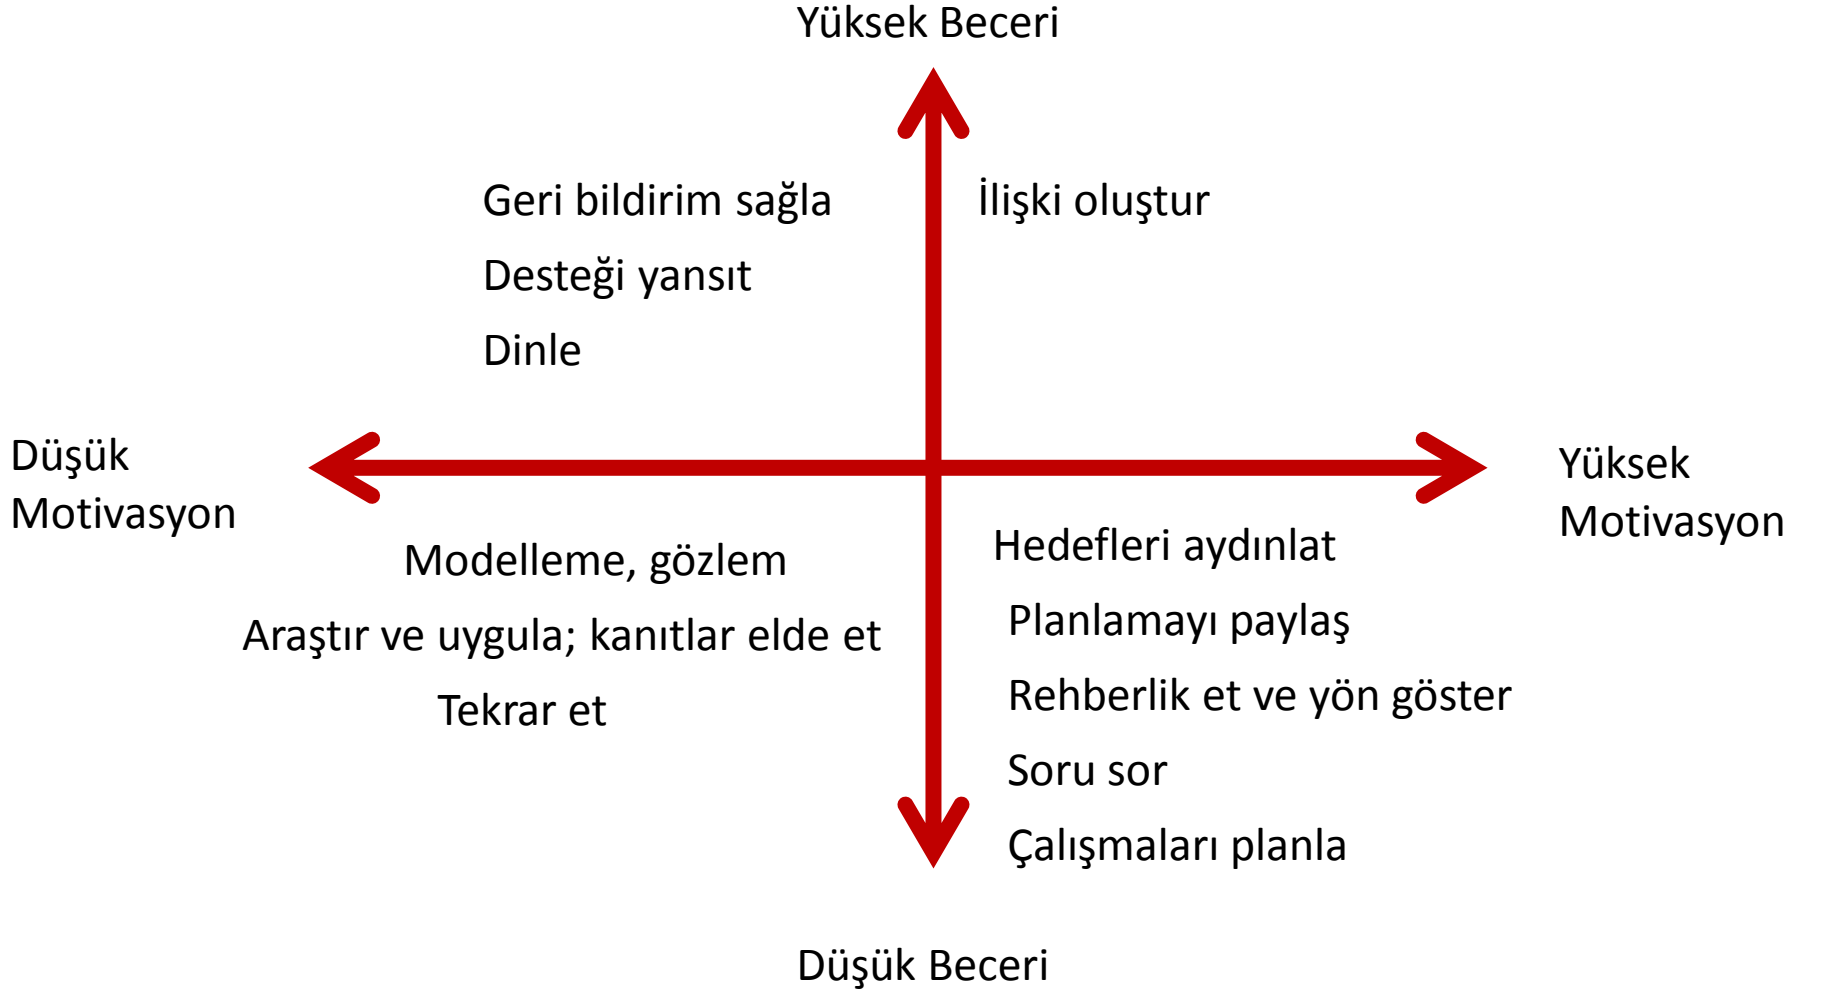 Yüksek Beceri
Geri bildirim sağla
Desteği yansıt
Dinle
İlişki oluştur
Düşük
Motivasyon
Yüksek
Motivasyon
Modelleme, gözlem
Araştır ve uygula; kanıtlar elde et
Tekrar et
Hedefleri aydınlat
Planlamayı paylaş
Rehberlik et ve yön göster
Soru sor
Çalışmaları planla
Düşük Beceri